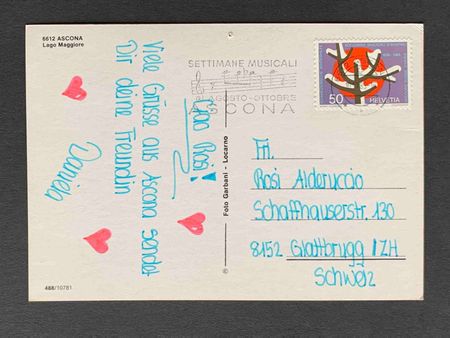 6612 ASCONA
Lago Maggiore
Ciao Rosi!
Viele Grüsse aus Ascona sendet
Dir deine Freundin
Daniela
488/10781
Foto Garbani - Locarno
©
SETTIMANE MUSICALI
AGOSTO-OTTOBRE
ASCONA
50
HELVETIA
Fr.
Rosi Alderuccio
Schaffhauserstr. 130
8152 Glattbrugg / ZH
Schweiz